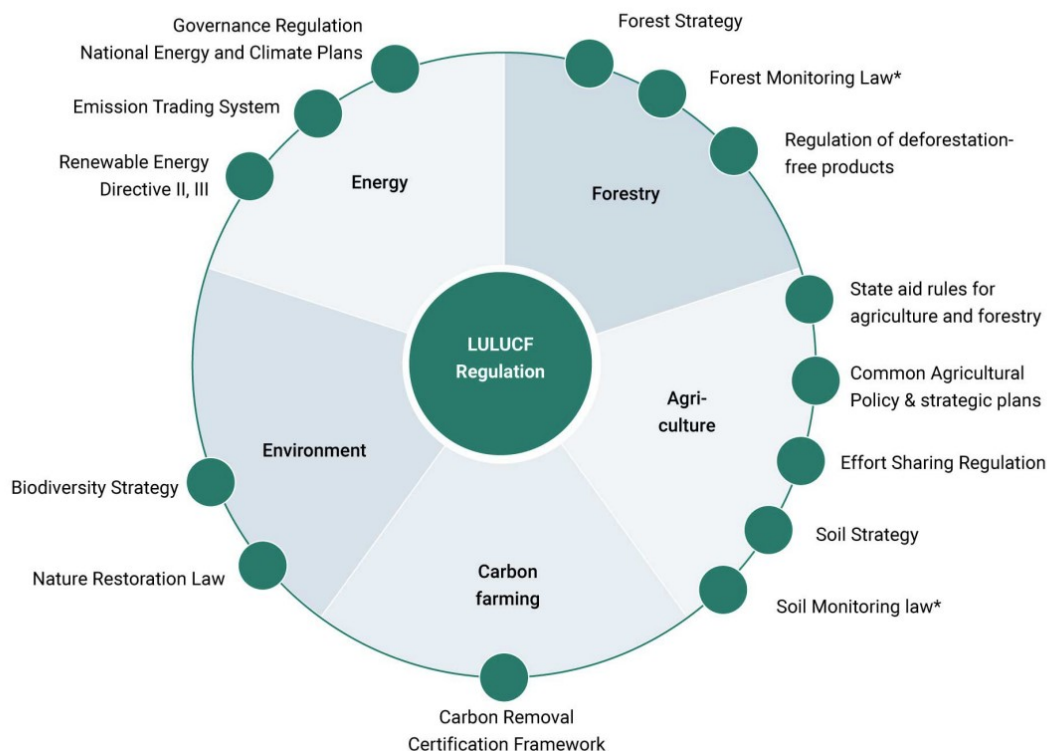 Governance Regulation
National Energy and Climate Plans
Emission Trading System
Renewable Energy
Directive II, III
Energy
Forest Strategy
Forest Monitoring Law*
Regulation of deforestation-
free products
Forestry
State aid rules for
agriculture and forestry
Common Agricultural
Policy & strategic plans
Effort Sharing Regulation
Soil Strategy
Soil Monitoring law*
Agri-
culture
LULUCF
Regulation
Environment
Biodiversity Strategy
Nature Restoration Law
Carbon
farming
Carbon Removal
Certification Framework